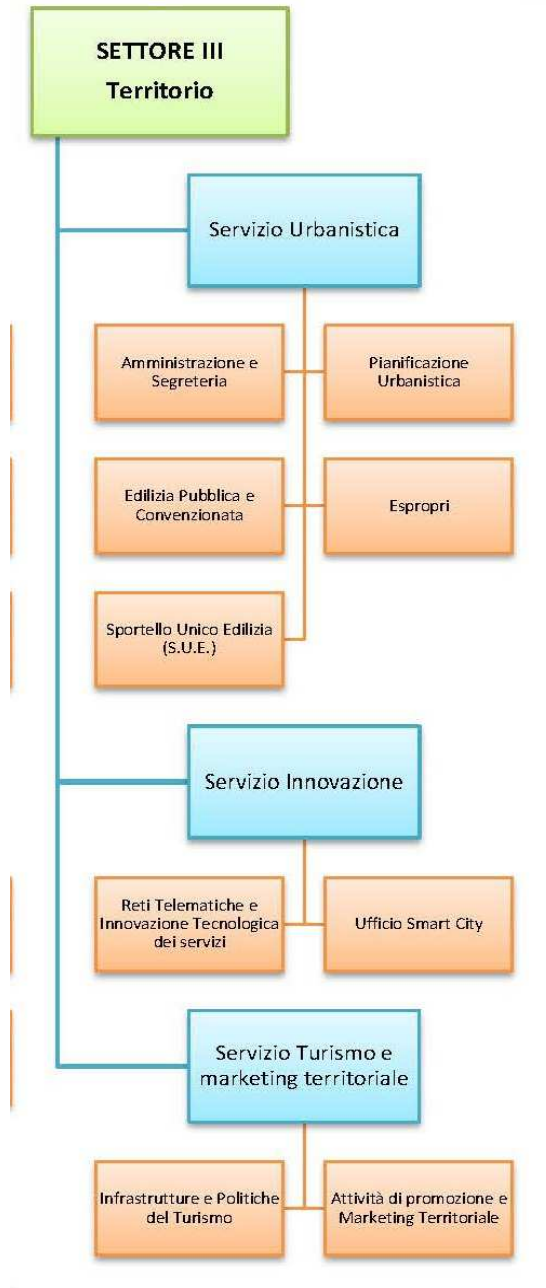 SETTORE III
Territorio
Servizio Urbanistica
Amministrazione e
Segreteria
Pianificazione
Urbanistica
Edilizia Pubblica e
Convenzionata
Espropri
Sportello Unico Edilizia
(S.U.E.)
Servizio Innovazione
Reti Telematiche e
Innovazione Tecnologica
dei servizi
Ufficio Smart City
Servizio Turismo e
marketing territoriale
Infrastrutture e Politiche
del Turismo
Attività di promozione e
Marketing Territoriale